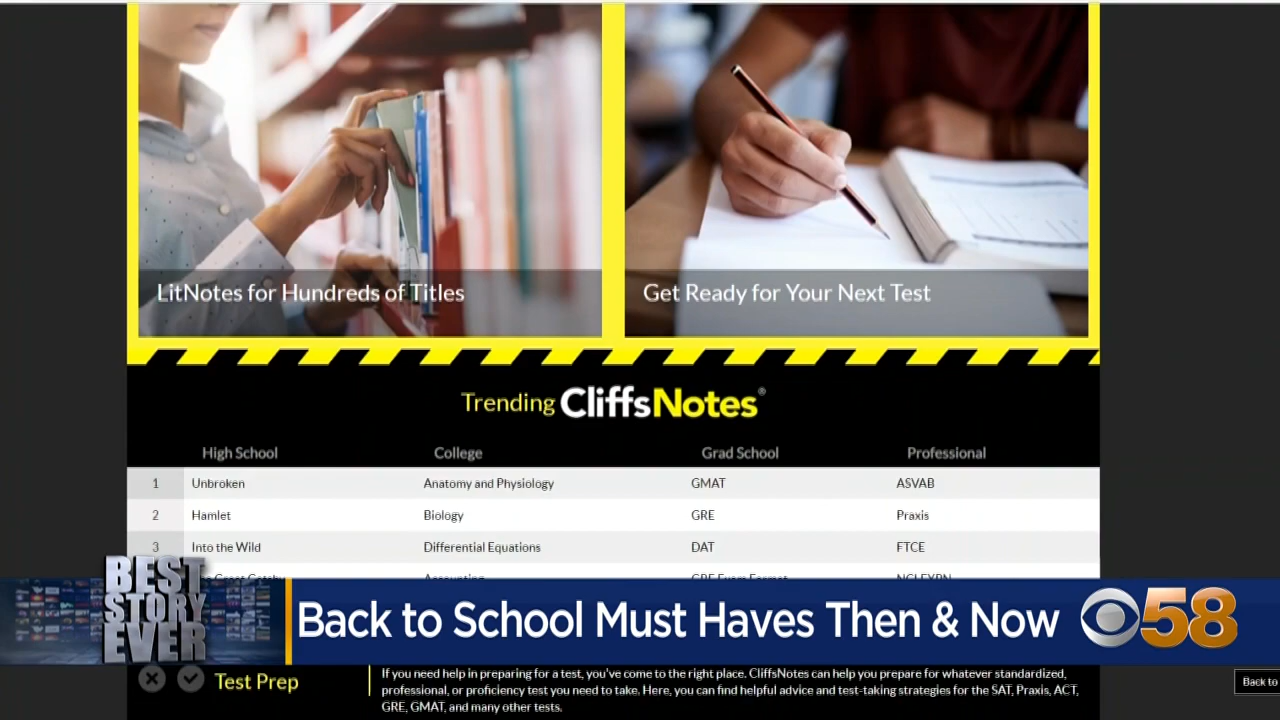 LitNotes for Hundreds of Titles
Get Ready for Your Next Test
Trending CliffsNotes®
High School College Grad School Professional
1 Unbroken Anatomy and Physiology GMAT ASVAB
2 Hamlet Biology GRE Praxis
3 Into the Wild Differential Equations DAT FTCE
BEST
STORY
EVER
Back to School Must Haves Then & Now
58
Test Prep
If you need help in preparing for a test, you've come to the right place. CliffsNotes can help you prepare for whatever standardized,
professional, or proficiency test you need to take. Here, you can find helpful advice and test-taking strategies for the SAT, Praxis, ACT,
GRE, GMAT, and many other tests.
Back to